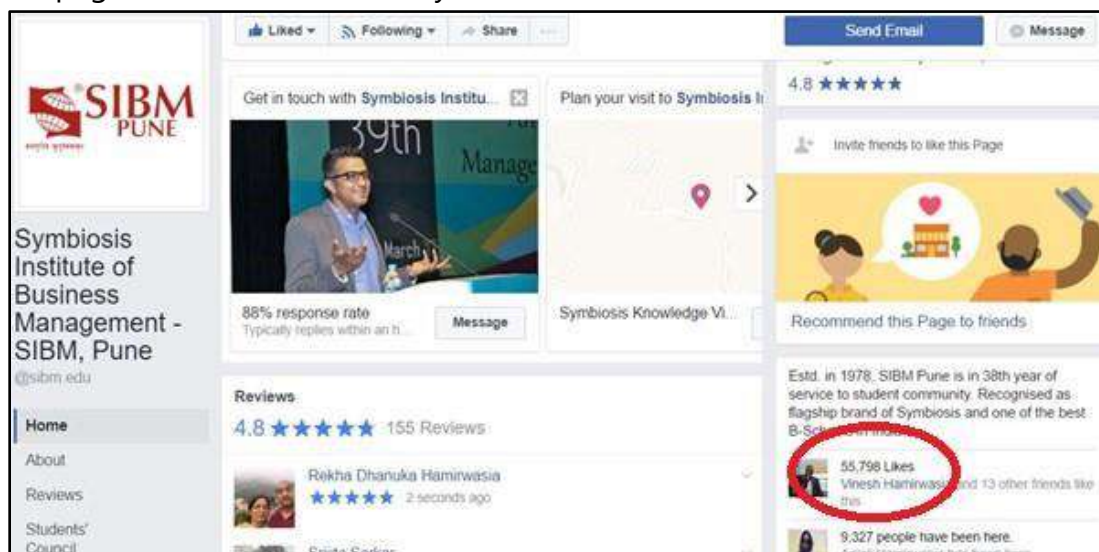 Liked
Following
Share
Send Email
Message
SIBM
PUNE
4.8
Get in touch with Symbiosis Institu...
Plan your visit to Symbiosis I
39th
Manage
March
Invite friends to like this Page
Symbiosis
Institute of
Business
Management -
SIBM, Pune
@sibm.edu
88% response rate
Typically replies within an h...
Message
Symbiosis Knowledge Vi...
Recommend this Page to friends
Estd. in 1978, SIBM Pune is in 38th year of
service to student community. Recognised as
flagship brand of Symbiosis and one of the best
Reviews
4.8 155 Reviews
Home
About
Reviews
Students'
Council
Rekha Dhanuka Hamirwasia
2 seconds ago
55,798 Likes
Vinesh Hamirwasia and 13 other friends like
this
9,327 people have been here.